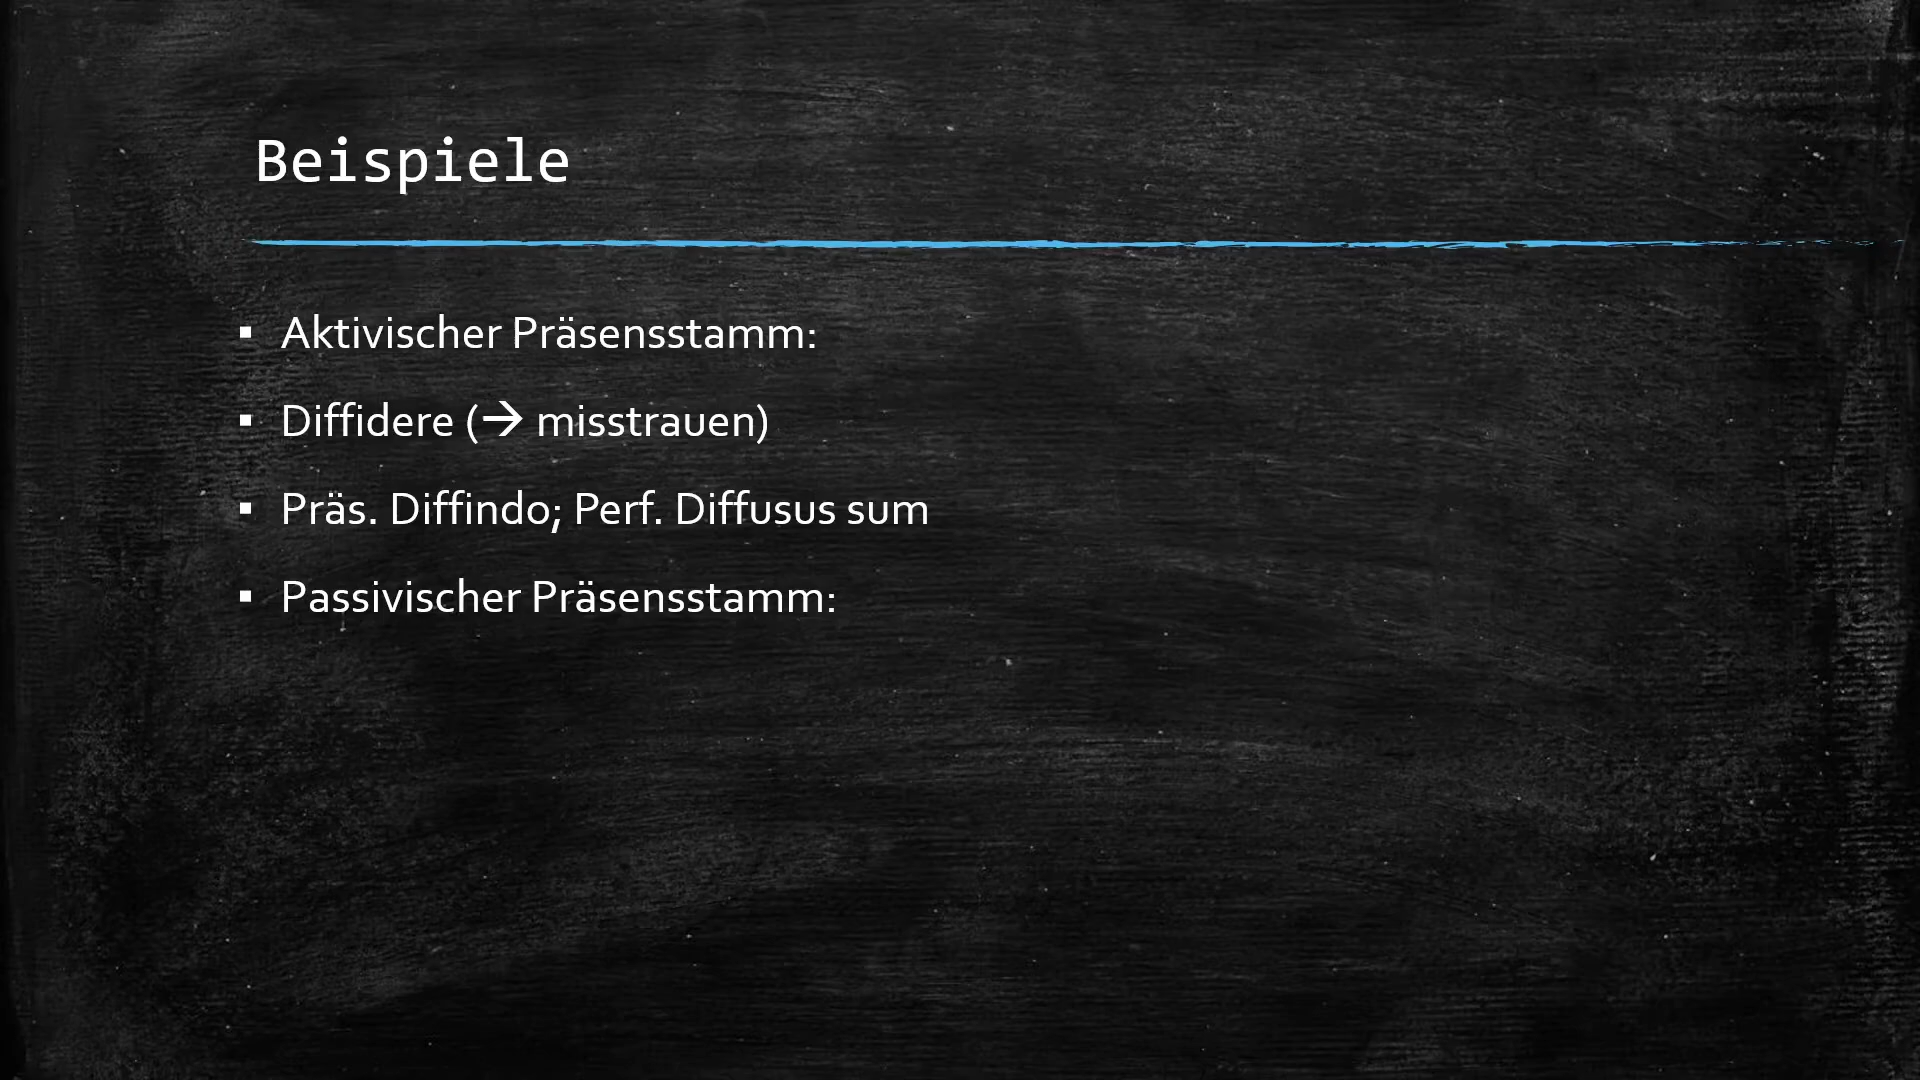 Beispiele
▪ Aktivischer Präsensstamm:
▪ Diffidere (→ misstrauen)
▪ Präs. Diffindo; Perf. Diffusus sum
▪ Passivischer Präsensstamm: